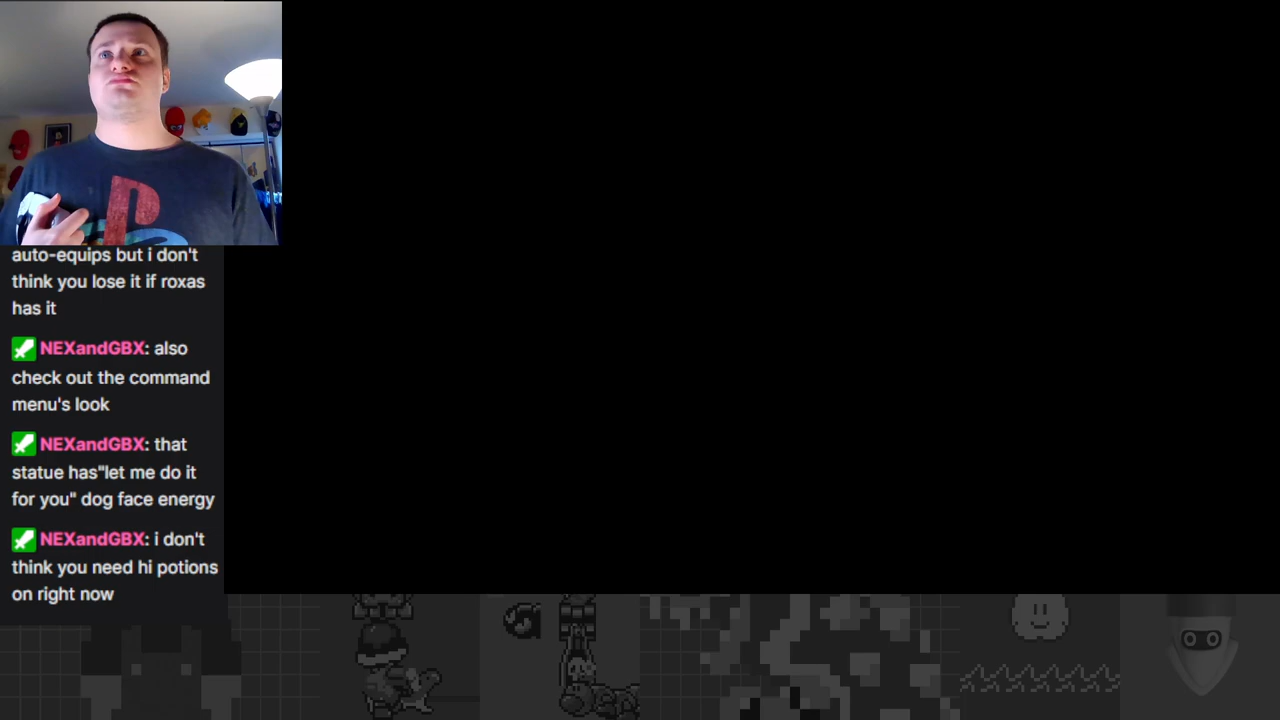 auto-equips but i don't
think you lose it if roxas
has it
NEXandGBX: also
check out the command
menu's look
NEXandGBX: that
statue has"let me do it
for you" dog face energy
NEXandGBX: i don't
think you need hi potions
on right now